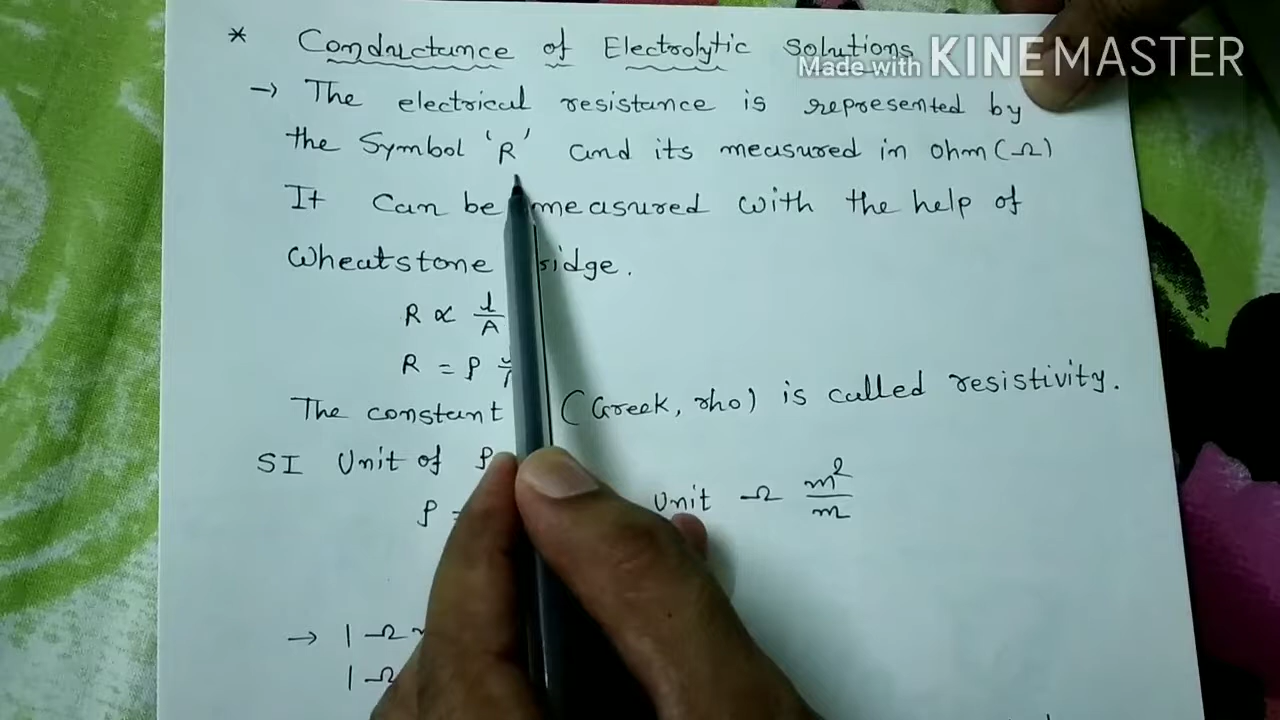 * Conductance of Electrolytic Solutions
Made with KINEMASTER
→ The electrical resistance is represented by
the Symbol 'R' and its measured in ohm (Ω)
It can be measured with the help of
Wheatstone
R ∝ l/A
R = ρ
The constant (Greek, rho) is called resistivity.
SI Unit of ρ
ρ = Unit Ω m²/m
→ 1 Ω
1 Ω